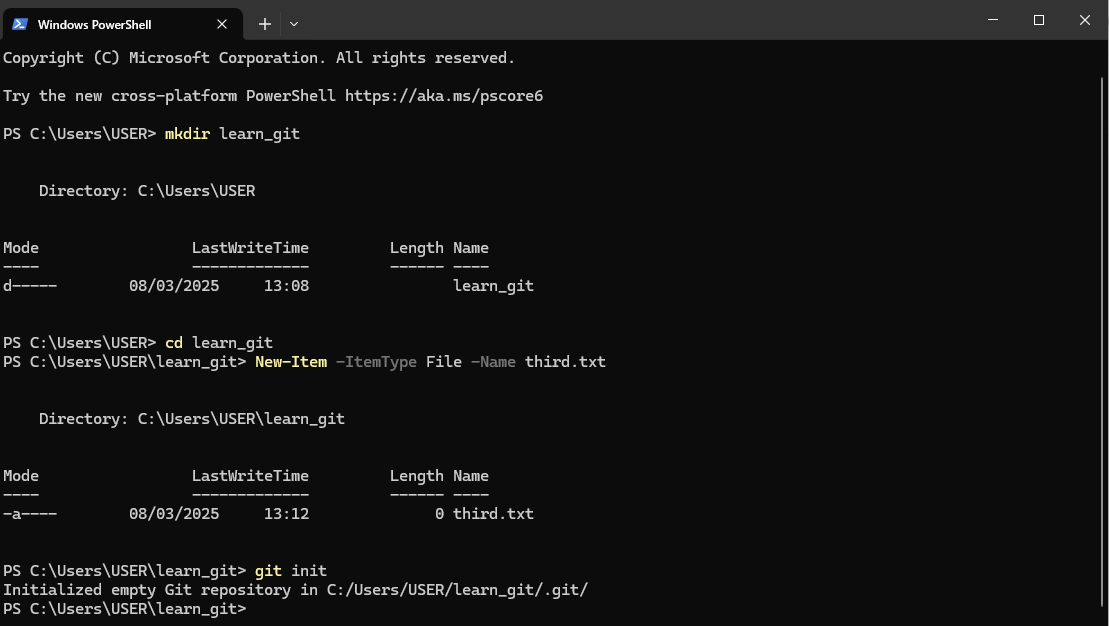 Windows PowerShell
Copyright (C) Microsoft Corporation. All rights reserved.
Try the new cross-platform PowerShell https://aka.ms/pscore6
PS C:\Users\USER> mkdir learn_git
Directory: C:\Users\USER
Mode LastWriteTime Length Name
---- ------------- ------ ----
d----- 08/03/2025 13:08 learn_git
PS C:\Users\USER> cd learn_git
PS C:\Users\USER\learn_git> New-Item -ItemType File -Name third.txt
Directory: C:\Users\USER\learn_git
Mode LastWriteTime Length Name
---- ------------- ------ ----
-a---- 08/03/2025 13:12 0 third.txt
PS C:\Users\USER\learn_git> git init
Initialized empty Git repository in C:/Users/USER/learn_git/.git/
PS C:\Users\USER\learn_git>